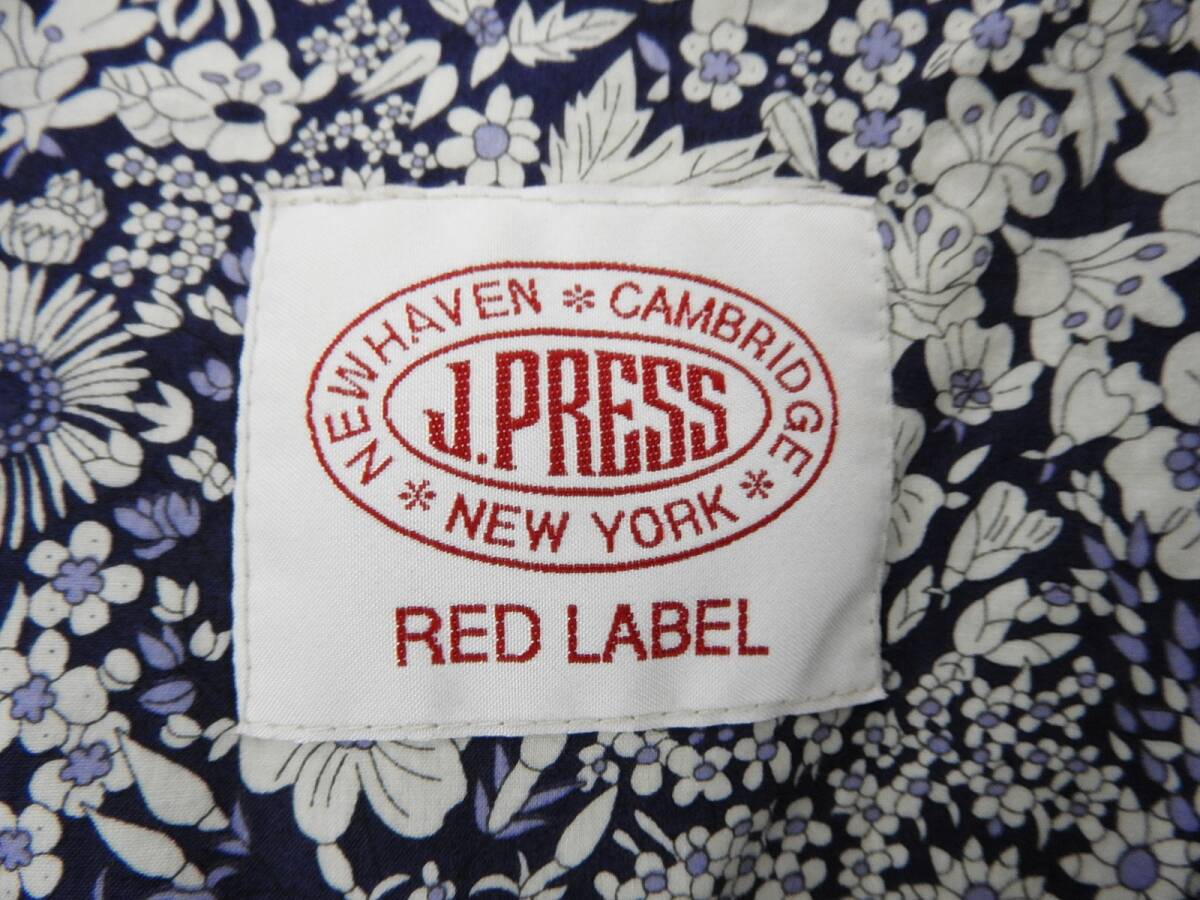 NEWHAVEN * CAMBRIDGE
J.PRESS
* NEW YORK *
RED LABEL